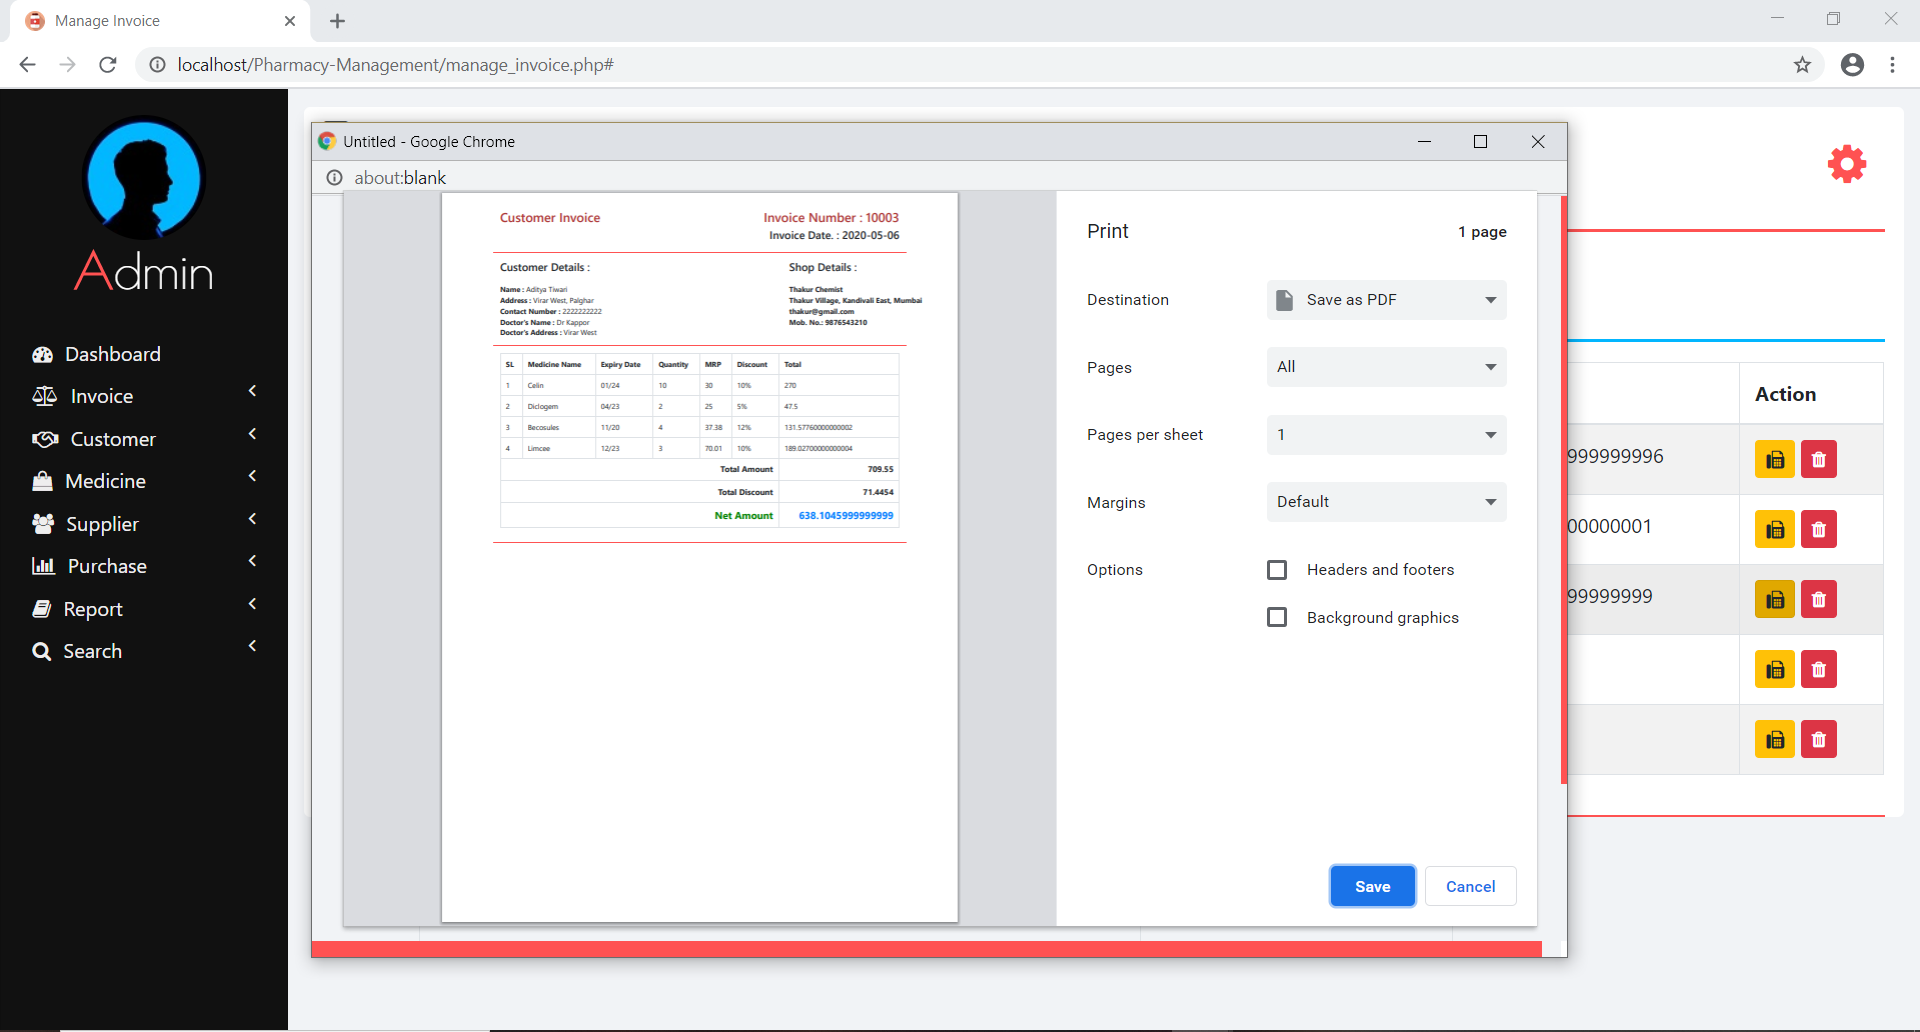 Manage Invoice
localhost/Pharmacy-Management/manage_invoice.php#
Admin
Dashboard
Invoice
Customer
Medicine
Supplier
Purchase
Report
Search
Untitled - Google Chrome
about:blank
Customer Invoice
Invoice Number : 10003
Invoice Date. : 2020-05-06
Customer Details :
Shop Details :
Name : Aditya Tiwari
Address : Virar West, Palghar
Contact Number : 2222222222
Doctor's Name : Dr Kappor
Doctor's Address : Virar West
Thakur Chemist
Thakur Village, Kandivali East, Mumbai
thakur@gmail.com
Mob. No.: 9876543210
SL Medicine Name Expiry Date Quantity MRP Discount Total
1 Celin 01/24 10 30 10% 270
2 Diclogem 04/23 2 25 5% 47.5
3 Becosules 11/20 4 37.38 12% 131.57760000000002
4 Limcee 12/23 3 70.01 10% 189.02700000000004
Total Amount 709.55
Total Discount 71.4454
Net Amount 638.1045999999999
Print
1 page
Destination Save as PDF
Pages All
Pages per sheet 1
Margins Default
Options Headers and footers
Background graphics
Save Cancel
Action
999999996
00000001
99999999